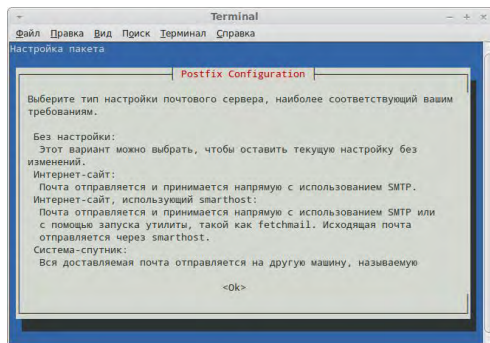 Terminal
Файл Правка Вид Поиск Терминал Справка
Настройка пакета
Postfix Configuration
Выберите тип настройки почтового сервера, наиболее соответствующий вашим
требованиям.
Без настройки:
Этот вариант можно выбрать, чтобы оставить текущую настройку без
изменений.
Интернет-сайт:
Почта отправляется и принимается напрямую с использованием SMTP.
Интернет-сайт, использующий smarthost:
Почта отправляется и принимается напрямую с использованием SMTP или
с помощью запуска утилиты, такой как fetchmail. Исходящая почта
отправляется через smarthost.
Система-спутник:
Вся доставляемая почта отправляется на другую машину, называемую
<Ok>